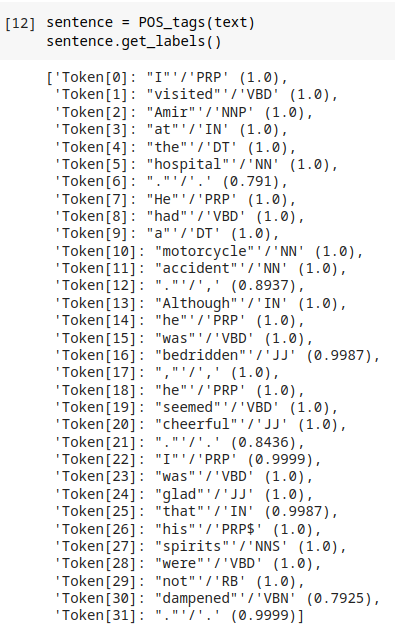 [12] sentence = POS_tags(text)
sentence.get_labels()
['Token[0]: "I"'/'PRP' (1.0),
'Token[1]: "visited"'/'VBD' (1.0),
'Token[2]: "Amir"'/'NNP' (1.0),
'Token[3]: "at"'/'IN' (1.0),
'Token[4]: "the"'/'DT' (1.0),
'Token[5]: "hospital"'/'NN' (1.0),
'Token[6]: "."'/'.' (0.791),
'Token[7]: "He"'/'PRP' (1.0),
'Token[8]: "had"'/'VBD' (1.0),
'Token[9]: "a"'/'DT' (1.0),
'Token[10]: "motorcycle"'/'NN' (1.0),
'Token[11]: "accident"'/'NN' (1.0),
'Token[12]: "."'/',' (0.8937),
'Token[13]: "Although"'/'IN' (1.0),
'Token[14]: "he"'/'PRP' (1.0),
'Token[15]: "was"'/'VBD' (1.0),
'Token[16]: "bedridden"'/'JJ' (0.9987),
'Token[17]: ","'/',' (1.0),
'Token[18]: "he"'/'PRP' (1.0),
'Token[19]: "seemed"'/'VBD' (1.0),
'Token[20]: "cheerful"'/'JJ' (1.0),
'Token[21]: "."'/'.' (0.8436),
'Token[22]: "I"'/'PRP' (0.9999),
'Token[23]: "was"'/'VBD' (1.0),
'Token[24]: "glad"'/'JJ' (1.0),
'Token[25]: "that"'/'IN' (0.9987),
'Token[26]: "his"'/'PRP$' (1.0),
'Token[27]: "spirits"'/'NNS' (1.0),
'Token[28]: "were"'/'VBD' (1.0),
'Token[29]: "not"'/'RB' (1.0),
'Token[30]: "dampened"'/'VBN' (0.7925),
'Token[31]: "."'/'.' (0.9999)]